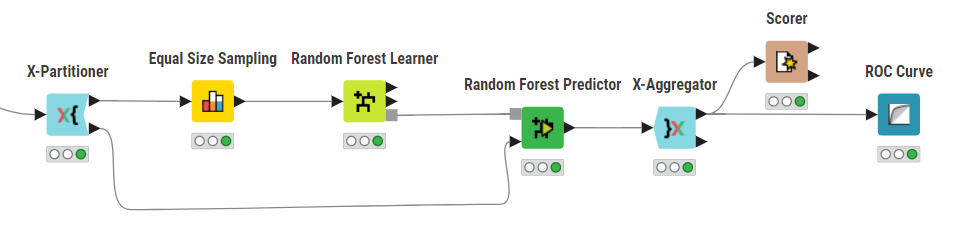 Scorer
Equal Size Sampling
Random Forest Learner
X-Partitioner
Random Forest Predictor
X-Aggregator
ROC Curve